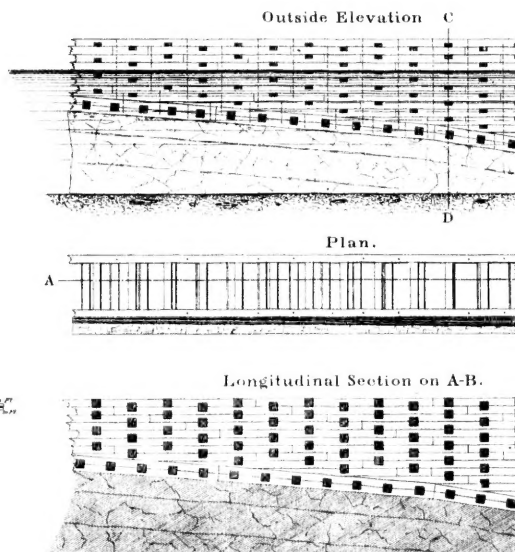 Outside Elevation
C
D
Plan.
A
Longitudinal Section on A-B.